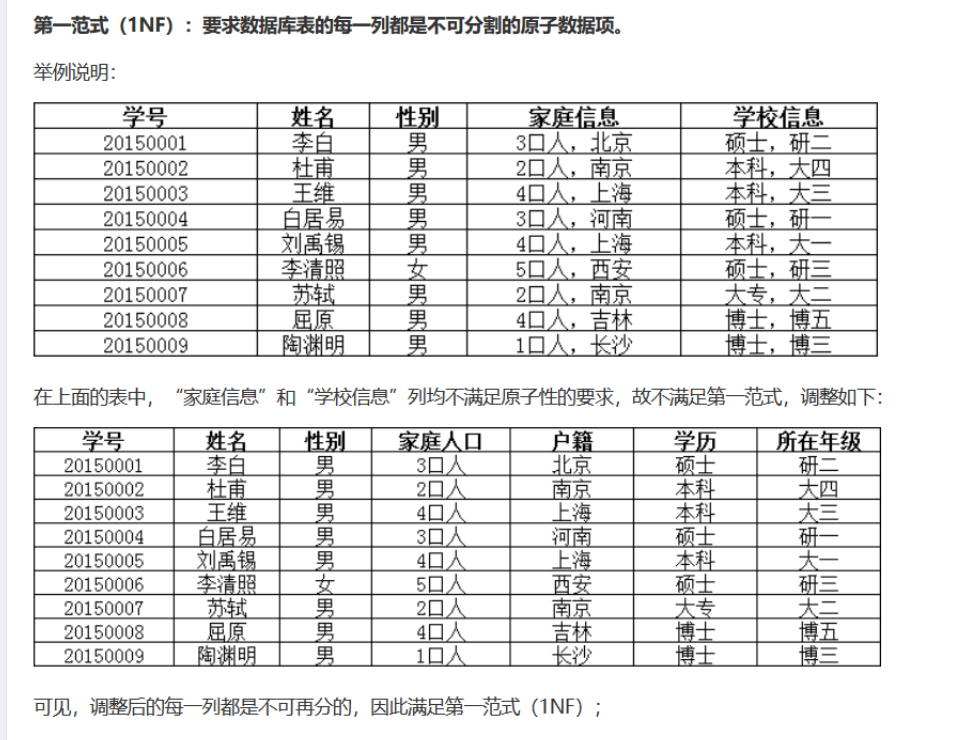 第一范式（1NF）：要求数据库表的每一列都是不可分割的原子数据项。
举例说明：
学号 姓名 性别 家庭信息 学校信息
20150001 李白 男 3口人，北京 硕士，研二
20150002 杜甫 男 2口人，南京 本科，大四
20150003 王维 男 4口人，上海 本科，大三
20150004 白居易 男 3口人，河南 硕士，研一
20150005 刘禹锡 男 4口人，上海 本科，大一
20150006 李清照 女 5口人，西安 硕士，研三
20150007 苏轼 男 2口人，南京 大专，大二
20150008 屈原 男 4口人，吉林 博士，博五
20150009 陶渊明 男 1口人，长沙 博士，博三
在上面的表中，“家庭信息”和“学校信息”列均不满足原子性的要求，故不满足第一范式，调整如下：
学号 姓名 性别 家庭人口 户籍 学历 所在年级
20150001 李白 男 3口人 北京 硕士 研二
20150002 杜甫 男 2口人 南京 本科 大四
20150003 王维 男 4口人 上海 本科 大三
20150004 白居易 男 3口人 河南 硕士 研一
20150005 刘禹锡 男 4口人 上海 本科 大一
20150006 李清照 女 5口人 西安 硕士 研三
20150007 苏轼 男 2口人 南京 大专 大二
20150008 屈原 男 4口人 吉林 博士 博五
20150009 陶渊明 男 1口人 长沙 博士 博三
可见，调整后的每一列都是不可再分的，因此满足第一范式（1NF）；